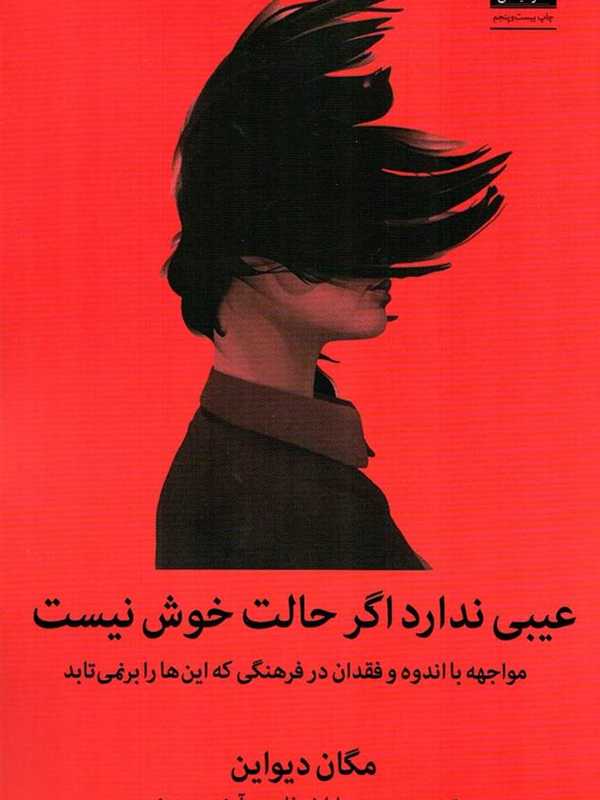 چاپ بیست‌وپنجم
عیبی ندارد اگر حالت خوش نیست
مواجهه با اندوه و فقدان در فرهنگی که این‌ها را برنمی‌تابد
مگان دیواین